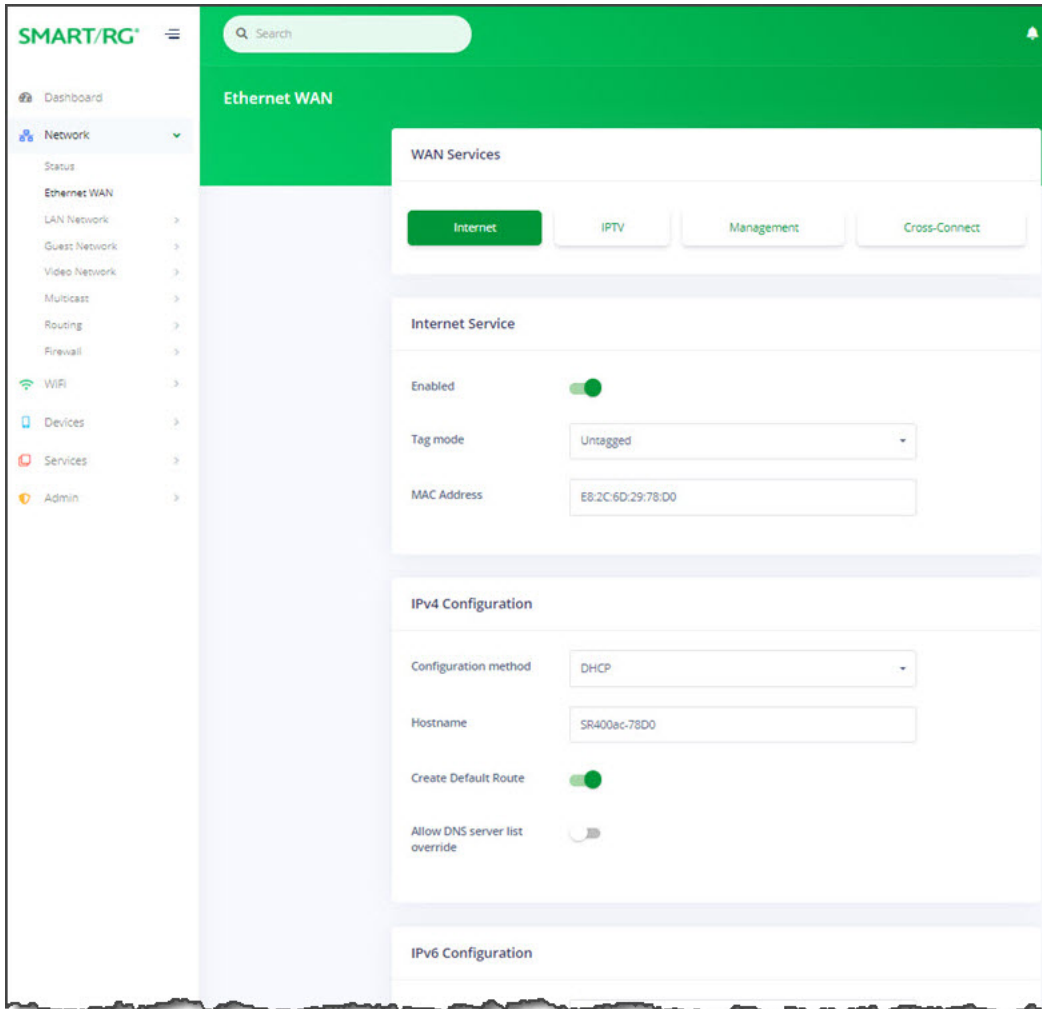 SMART/RG®
Search
Ethernet WAN
Dashboard
Network
Status
Ethernet WAN
LAN Network
Guest Network
Video Network
Multicast
Routing
Firewall
WiFi
Devices
Services
Admin
WAN Services
Internet IPTV Management Cross-Connect
Internet Service
Enabled
Tag mode Untagged
MAC Address E8:2C:6D:29:78:D0
IPv4 Configuration
Configuration method DHCP
Hostname SR400ac-78D0
Create Default Route
Allow DNS server list
override
IPv6 Configuration